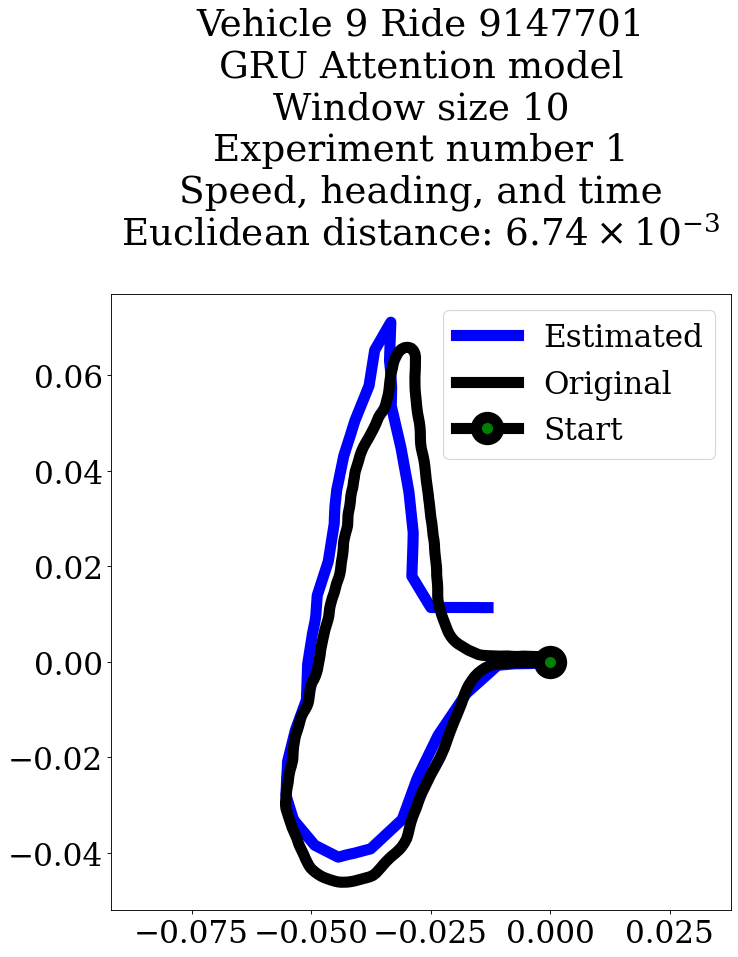 Vehicle 9 Ride 9147701
GRU Attention model
Window size 10
Experiment number 1
Speed, heading, and time
Euclidean distance: 6.74 × 10⁻³
Estimated
Original
Start
0.06
0.04
0.02
0.00
−0.02
−0.04
−0.075 −0.050 −0.025 0.000 0.025